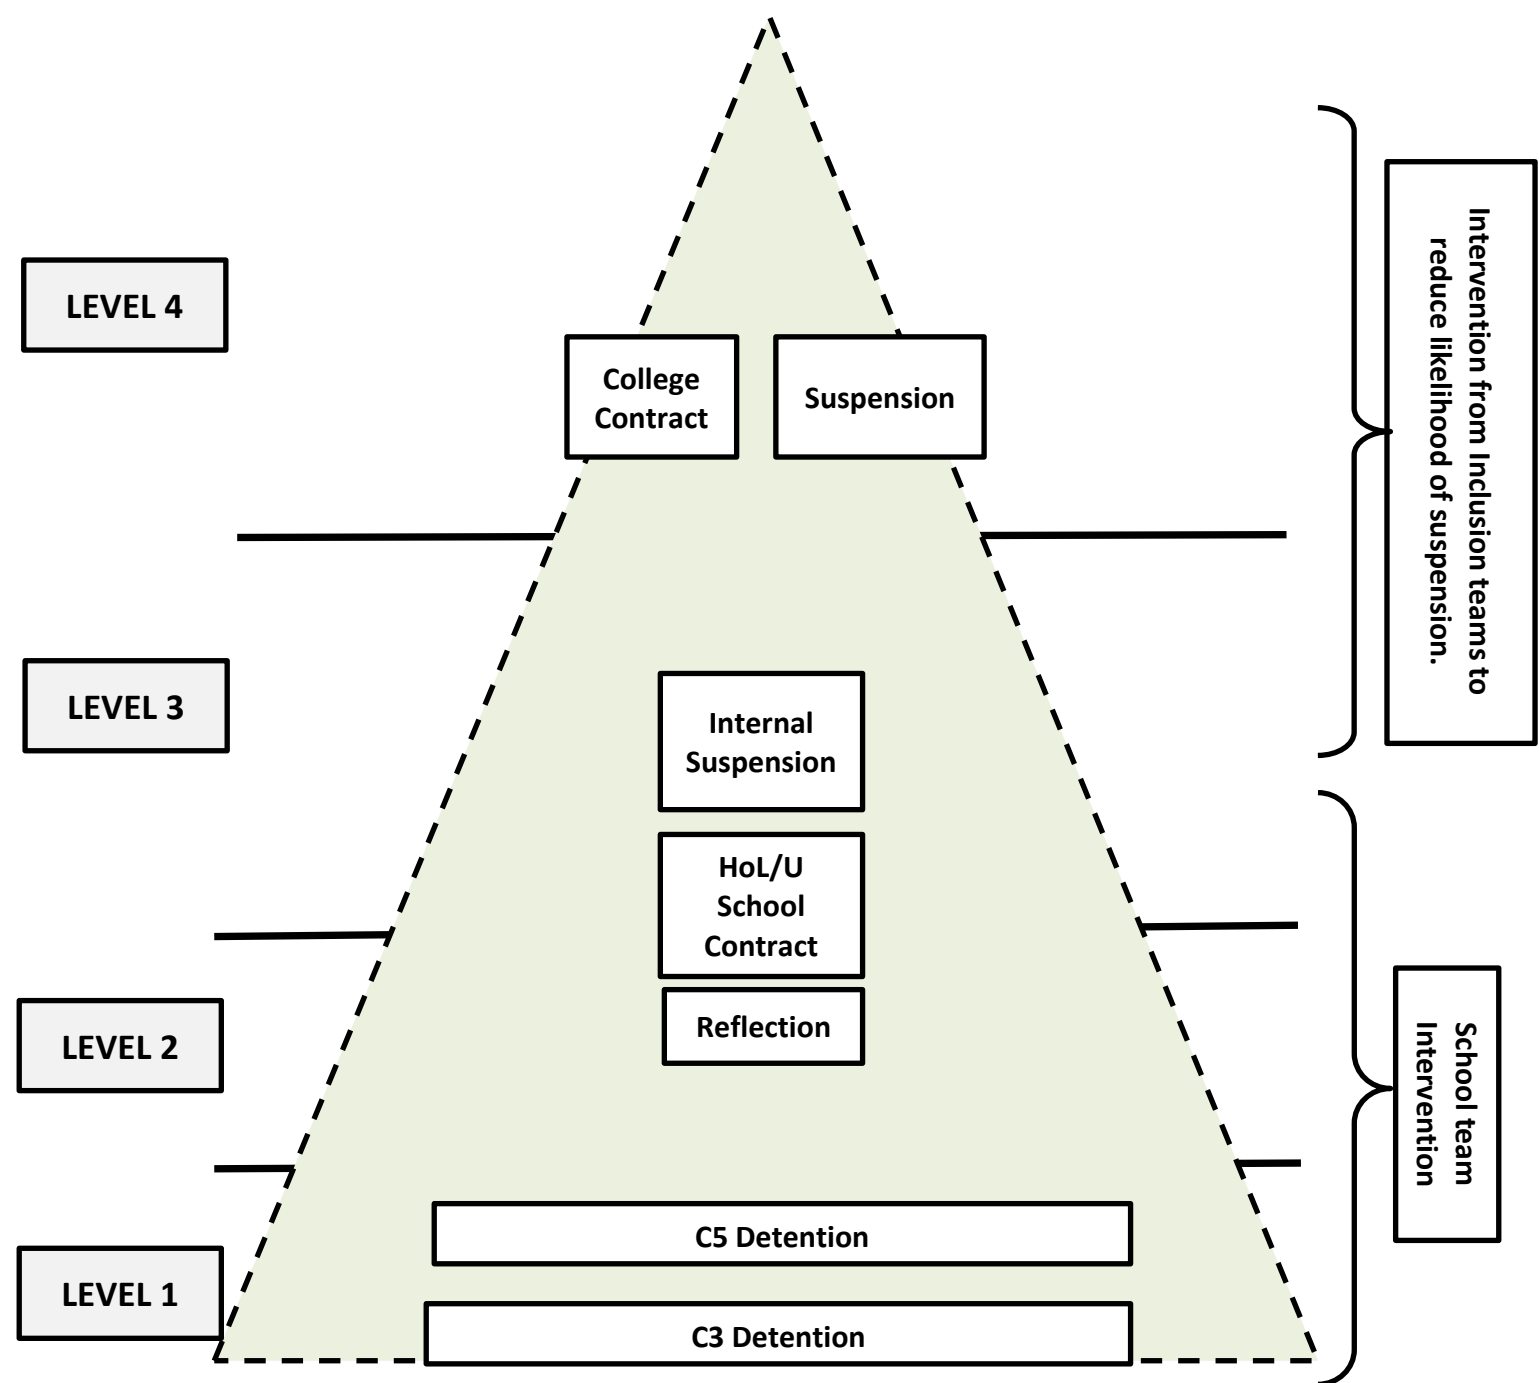 LEVEL 4
College
Contract
Suspension
Intervention from Inclusion teams to
reduce likelihood of suspension.
LEVEL 3
Internal
Suspension
HoL/U
School
Contract
LEVEL 2
Reflection
School team
Intervention
LEVEL 1
C5 Detention
C3 Detention